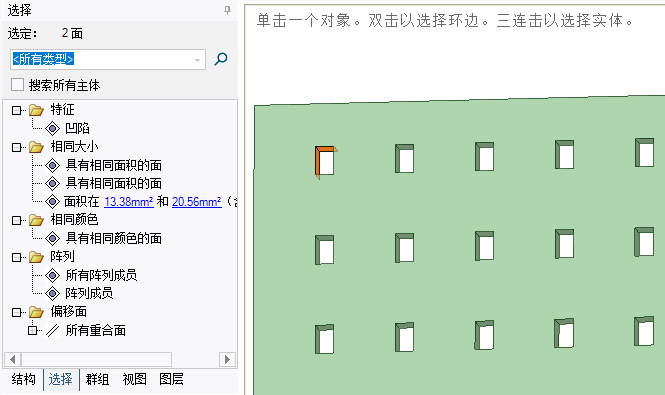 选择
选定: 2 面
<所有类型>
搜索所有主体
特征
凹陷
相同大小
具有相同面积的面
具有相同面积的面
面积在 13.38mm² 和 20.56mm²
相同颜色
具有相同颜色的面
阵列
所有阵列成员
阵列成员
偏移面
所有重合面
结构 选择 群组 视图 图层
单击一个对象。双击以选择环边。三连击以选择实体。